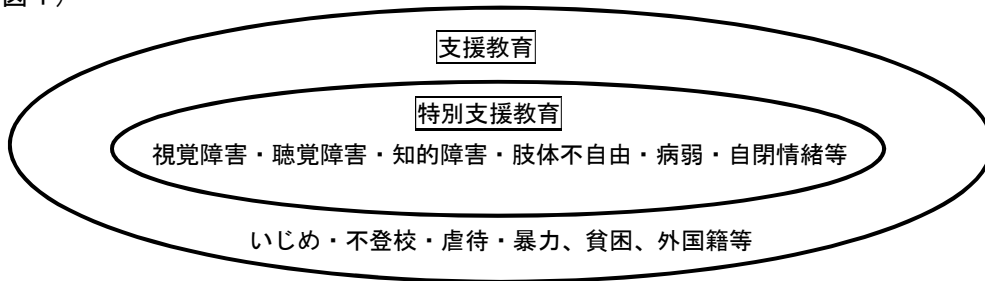 図1)
支援教育
特別支援教育
視覚障害・聴覚障害・知的障害・肢体不自由・病弱・自閉情緒等
いじめ・不登校・虐待・暴力、貧困、外国籍等